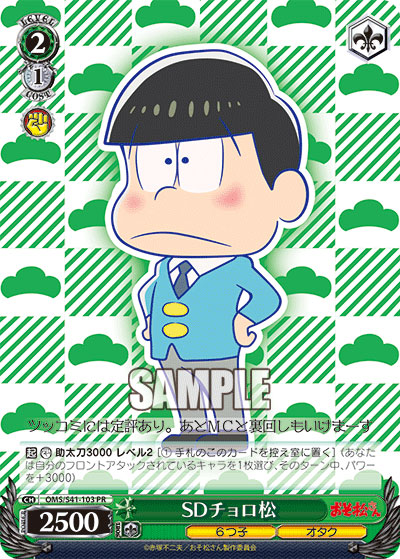 LEVEL
2
1
COST
SAMPLE
ツッコミには定評あり。あとMCと裏回しもいけまーす
起 助太刀3000 レベル2 [① 手札のこのカードを控え室に置く] (あなた
は自分のフロントアタックされているキャラを1枚選び、そのターン中、パワー
を+3000)
CH OMS/S41-103 PR
2500
SDチョロ松
おそ松さん
6つ子
オタク
©赤塚不二夫/おそ松さん製作委員会